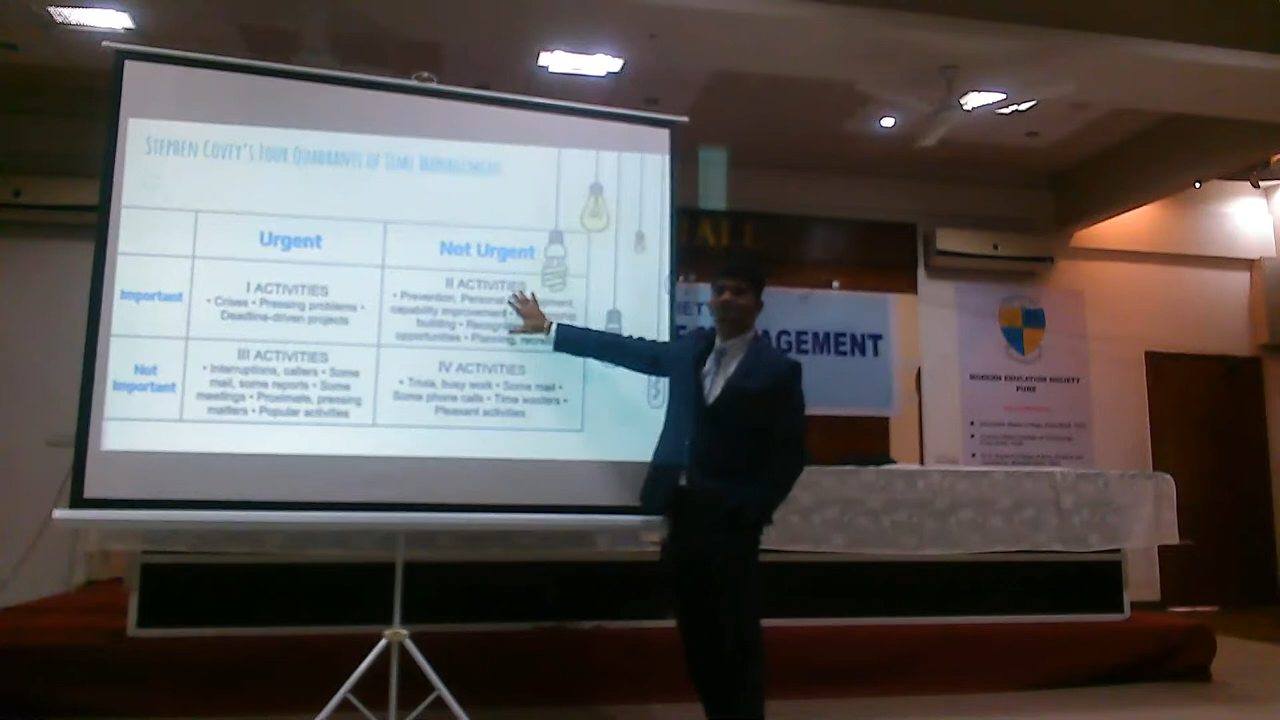 Stephen Covey's Four Quadrants of Time Management
Urgent
Not Urgent
Important
I ACTIVITIES
• Crises • Pressing problems •
Deadline-driven projects
II ACTIVITIES
• Prevention, Personal
capability improvement
building •
opportunities • Planning,
Not
Important
III ACTIVITIES
• Interruptions, callers • Some
mail, some reports • Some
meetings • Proximate, pressing
matters • Popular activities
IV ACTIVITIES
• Trivia, busy work • Some mail •
Some phone calls • Time wasters •
Pleasant activities
AGEMENT
MODERN EDUCATION SOCIETY
PUNE